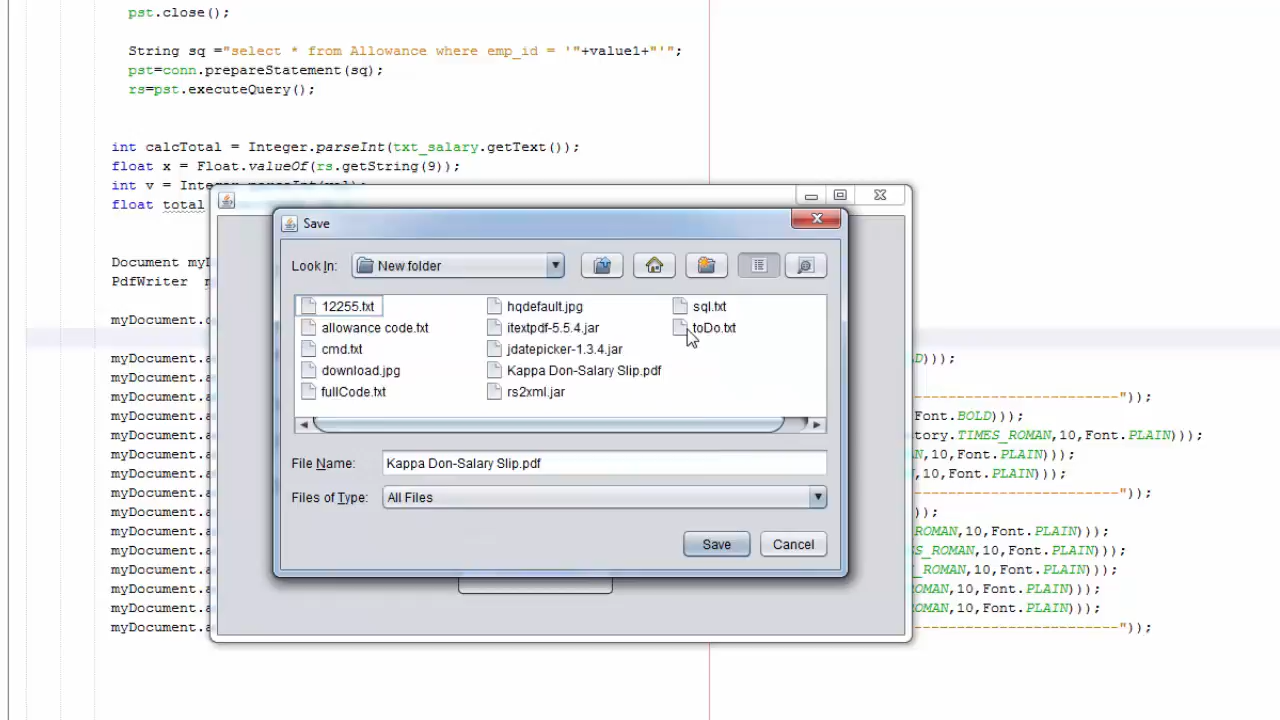 pst.close();
String sq ="select * from Allowance where emp_id = '"+value1+"'";
pst=conn.prepareStatement(sq);
rs=pst.executeQuery();
int calcTotal = Integer.parseInt(txt_salary.getText());
float x = Float.valueOf(rs.getString(9));
int v = Integer.parseInt(val);
float total
Save
Document myD
Look In: New folder
PdfWriter
12255.txt hqdefault.jpg sql.txt
myDocument.o
allowance code.txt itextpdf-5.5.4.jar toDo.txt
cmd.txt jdatepicker-1.3.4.jar
myDocument.a D)));
download.jpg Kappa Don-Salary Slip.pdf
myDocument.a
fullCode.txt rs2xml.jar
myDocument.a ------------------------"));
myDocument.a Font.BOLD)));
myDocument.a tory.TIMES_ROMAN,10,Font.PLAIN)));
myDocument.a N,10,Font.PLAIN)));
File Name: Kappa Don-Salary Slip.pdf
myDocument.a ,10,Font.PLAIN)));
myDocument.a ------------------------"));
Files of Type: All Files
myDocument.a ));
myDocument.a ROMAN,10,Font.PLAIN)));
Save Cancel
myDocument.a S_ROMAN,10,Font.PLAIN)));
myDocument.a _ROMAN,10,Font.PLAIN)));
myDocument.a OMAN,10,Font.PLAIN)));
myDocument.a ROMAN,10,Font.PLAIN)));
myDocument.a ------------------------"));